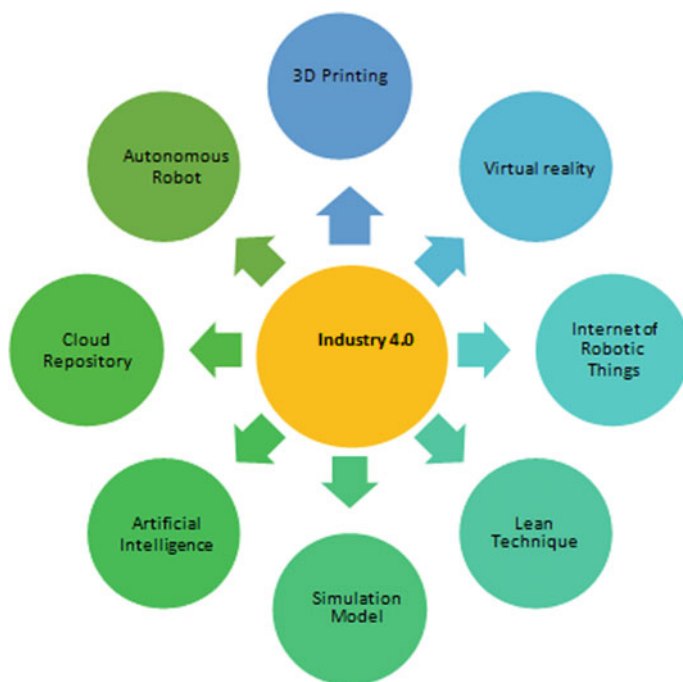 3D Printing
Virtual reality
Internet of
Robotic
Things
Lean
Technique
Simulation
Model
Artificial
Intelligence
Cloud
Repository
Autonomous
Robot
Industry 4.0